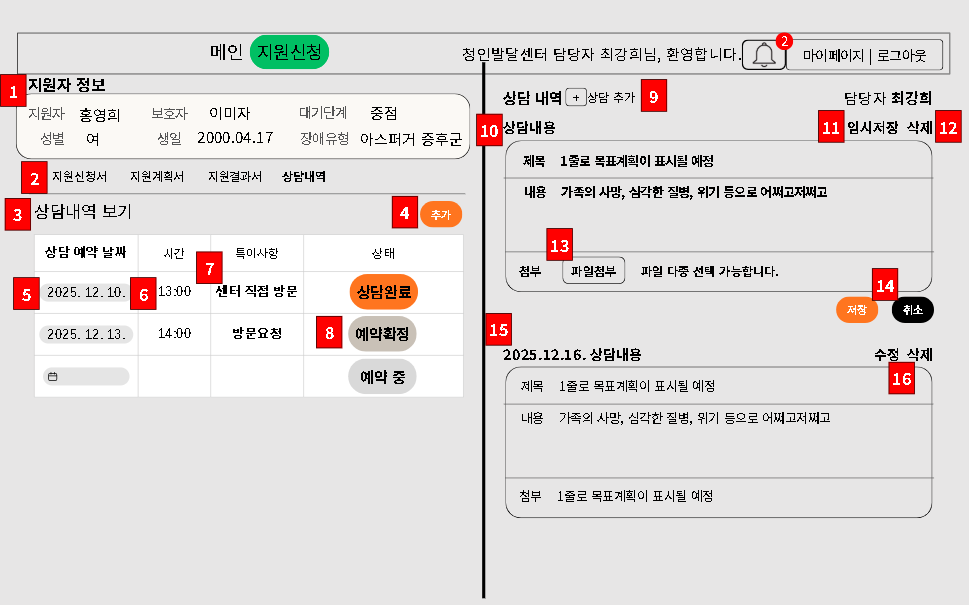 메인 지원신청
청인발달센터 담당자 최강희님, 환영합니다. 2 마이페이지 | 로그아웃
1 지원자 정보
지원자 홍영희 보호자 이미자 대기단계 중점
성별 여 생일 2000.04.17 장애유형 아스퍼거 증후군
2 지원신청서 지원계획서 지원결과서 상담내역
3 상담내역 보기 4 추가
상담 예약 날짜 시간 특이사항 상태
7
5 2025. 12. 10. 6 13:00 센터 직접 방문 상담완료
2025. 12. 13. 14:00 방문요청 8 예약확정
예약 중
상담 내역 + 상담 추가 9 담당자 최강희
10 상담내용 11 임시저장 삭제 12
제목 1줄로 목표계획이 표시될 예정
내용 가족의 사망, 심각한 질병, 위기 등으로 어쩌고저쩌고
13
첨부 파일첨부 파일 다중 선택 가능합니다.
14
저장 취소
15
2025.12.16. 상담내용 수정 삭제
16
제목 1줄로 목표계획이 표시될 예정
내용 가족의 사망, 심각한 질병, 위기 등으로 어쩌고저쩌고
첨부 1줄로 목표계획이 표시될 예정